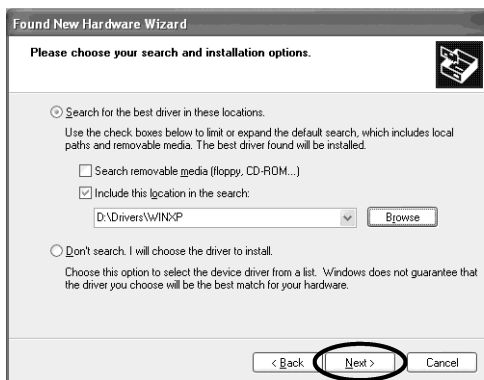 Found New Hardware Wizard
Please choose your search and installation options.
Search for the best driver in these locations.
Use the check boxes below to limit or expand the default search, which includes local
paths and removable media. The best driver found will be installed.
Search removable media (floppy, CD-ROM...)
Include this location in the search:
D:\Drivers\WINXP
Browse
Don't search. I will choose the driver to install.
Choose this option to select the device driver from a list. Windows does not guarantee that
the driver you choose will be the best match for your hardware.
< Back
Next >
Cancel